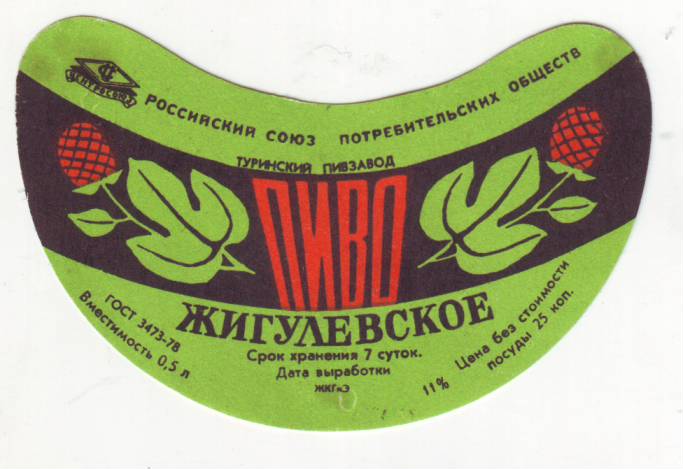 ЦЕНТРОСОЮЗ
РОССИЙСКИЙ СОЮЗ ПОТРЕБИТЕЛЬСКИХ ОБЩЕСТВ
ТУРИНСКИЙ ПИВЗАВОД
ПИВО
ЖИГУЛЕВСКОЕ
ГОСТ 3473-78
Вместимость 0,5 л
Срок хранения 7 суток.
Дата выработки
11% Цена без стоимости
посуды 25 коп.